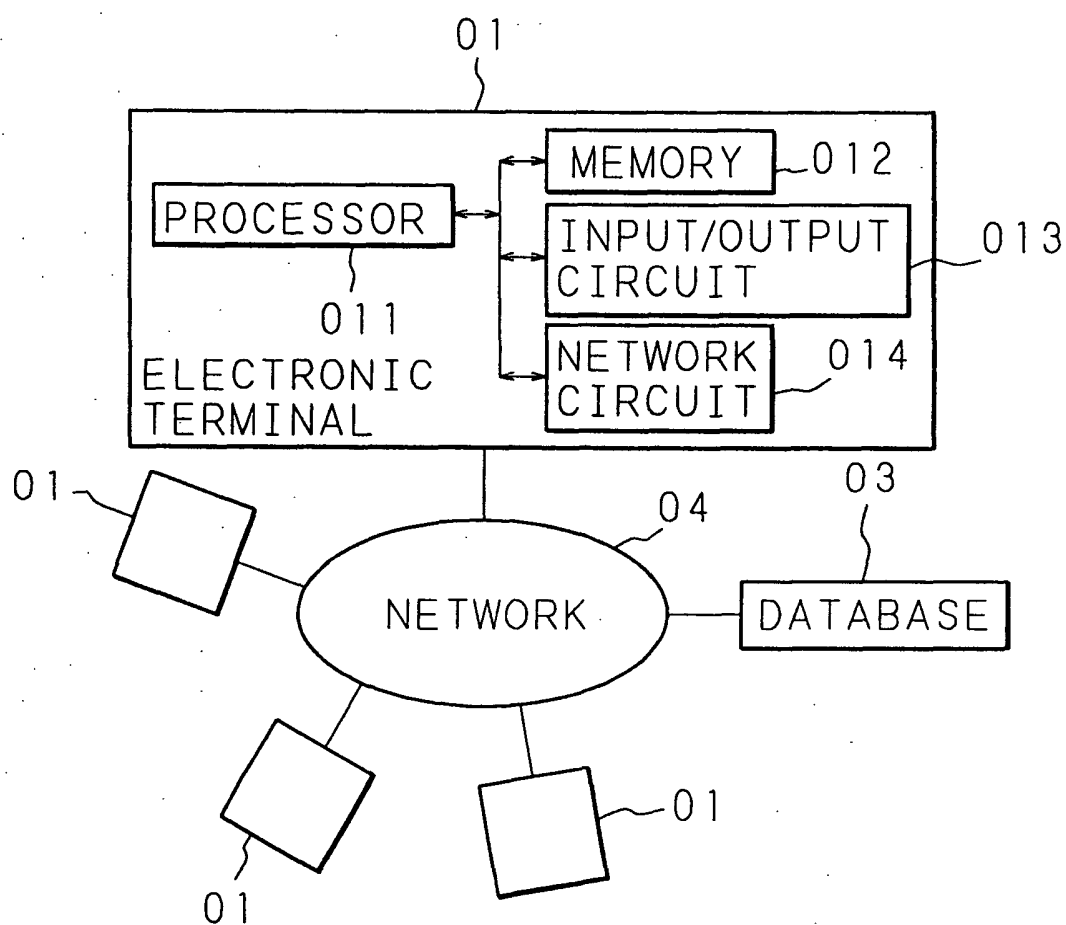 01
MEMORY
012
PROCESSOR
011
INPUT/OUTPUT
CIRCUIT
013
NETWORK
CIRCUIT
014
ELECTRONIC
TERMINAL
01
04
03
NETWORK
DATABASE
01
01